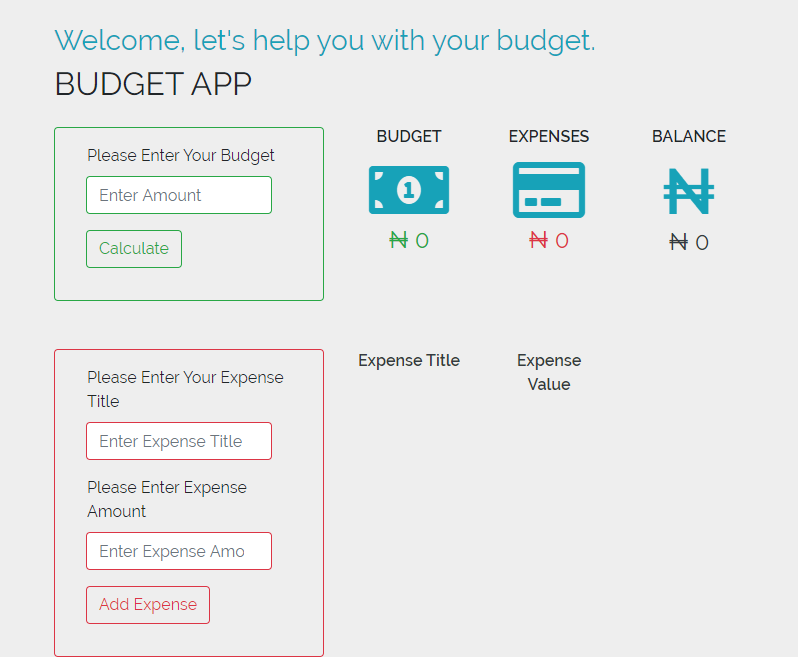 Welcome, let's help you with your budget.
BUDGET APP
Please Enter Your Budget
Enter Amount
Calculate
BUDGET
EXPENSES
BALANCE
1
₦
₦ 0
₦ 0
₦ 0
Please Enter Your Expense
Title
Enter Expense Title
Please Enter Expense
Amount
Enter Expense Amo
Add Expense
Expense Title
Expense
Value